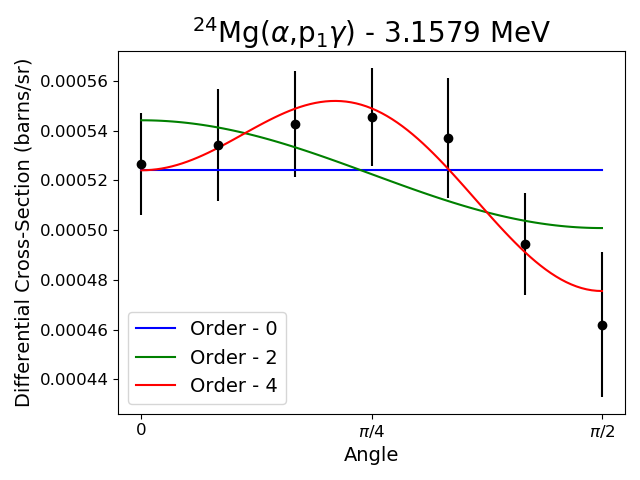 ²⁴Mg(α,p₁γ) - 3.1579 MeV
Differential Cross-Section (barns/sr)
0.00056
0.00054
0.00052
0.00050
0.00048
0.00046
0.00044
Order - 0
Order - 2
Order - 4
0 π/4 π/2
Angle